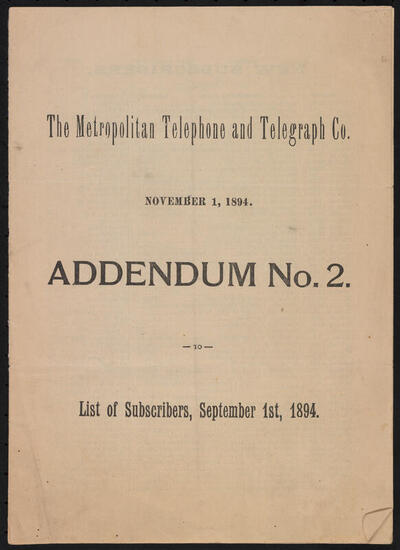 The Metropolitan Telephone and Telegraph Co.
NOVEMBER 1, 1894.
ADDENDUM No. 2.
— TO —
List of Subscribers, September 1st, 1894.